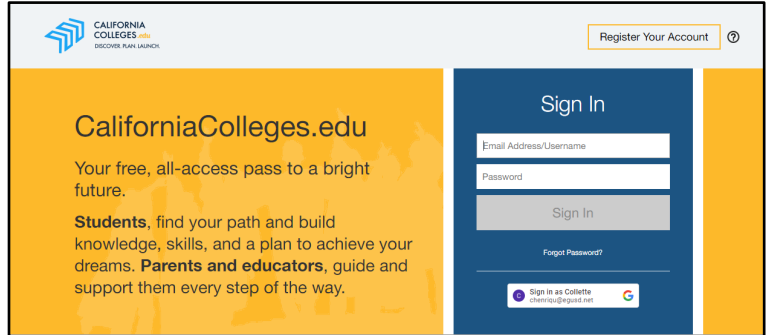 CALIFORNIA
COLLEGES.edu
DISCOVER. PLAN. LAUNCH.
Register Your Account
?
CaliforniaColleges.edu
Your free, all-access pass to a bright
future.
Students, find your path and build
knowledge, skills, and a plan to achieve your
dreams. Parents and educators, guide and
support them every step of the way.
Sign In
Email Address/Username
Password
Sign In
Forgot Password?
C
Sign in as Collette
chenriqu@egusd.net
G